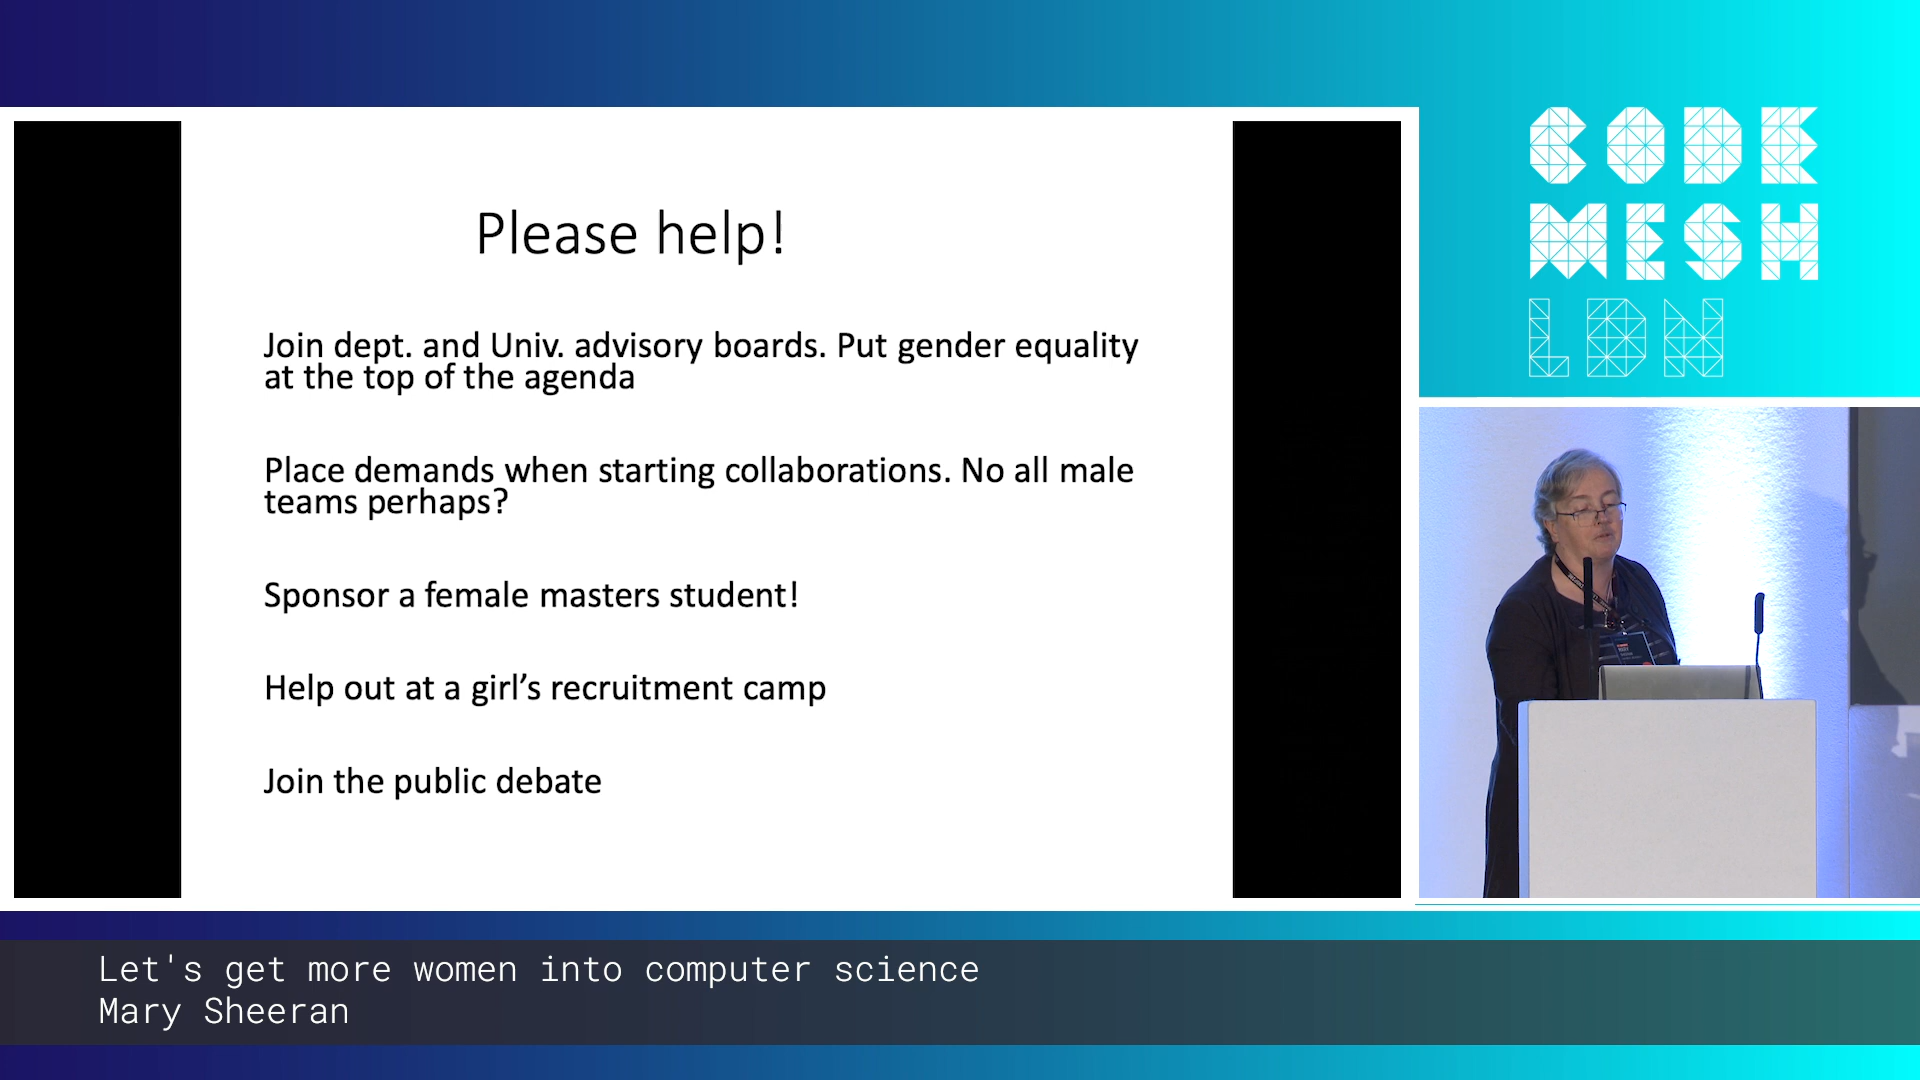 Please help!
Join dept. and Univ. advisory boards. Put gender equality
at the top of the agenda
Place demands when starting collaborations. No all male
teams perhaps?
Sponsor a female masters student!
Help out at a girl’s recruitment camp
Join the public debate
CODE
MESH
LDN
Let's get more women into computer science
Mary Sheeran